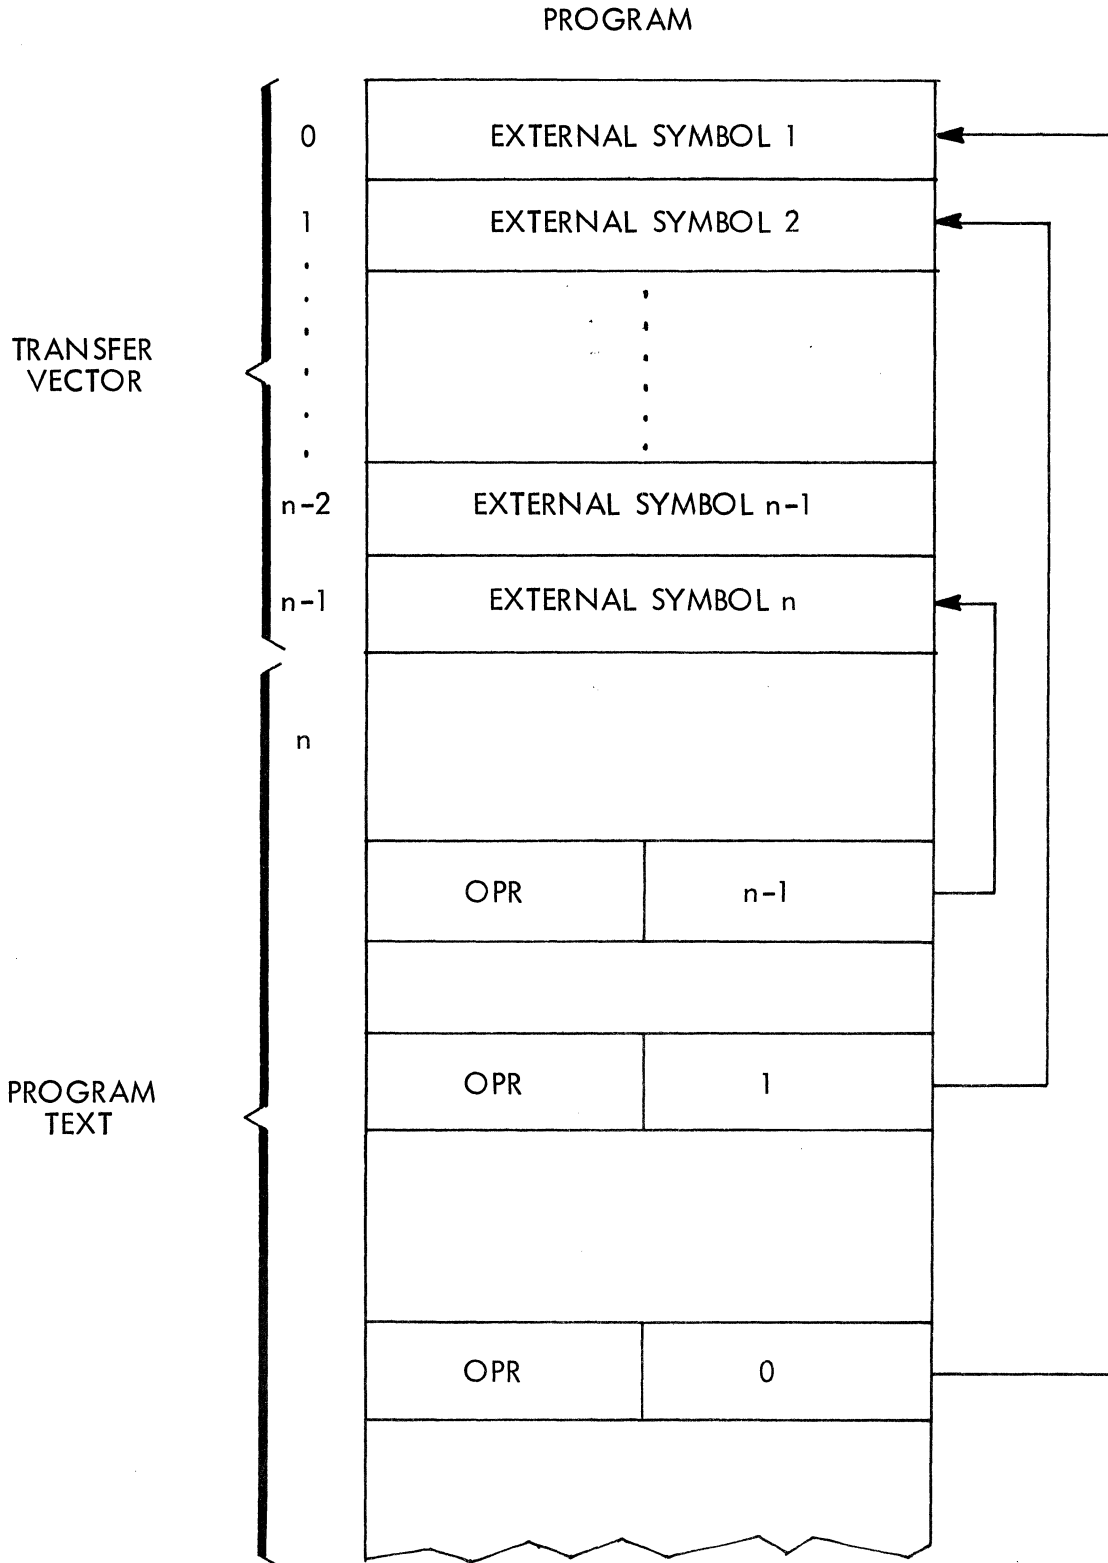 PROGRAM
0 EXTERNAL SYMBOL 1
1 EXTERNAL SYMBOL 2
TRANSFER
VECTOR
n-2 EXTERNAL SYMBOL n-1
n-1 EXTERNAL SYMBOL n
n
OPR n-1
OPR 1
PROGRAM
TEXT
OPR 0